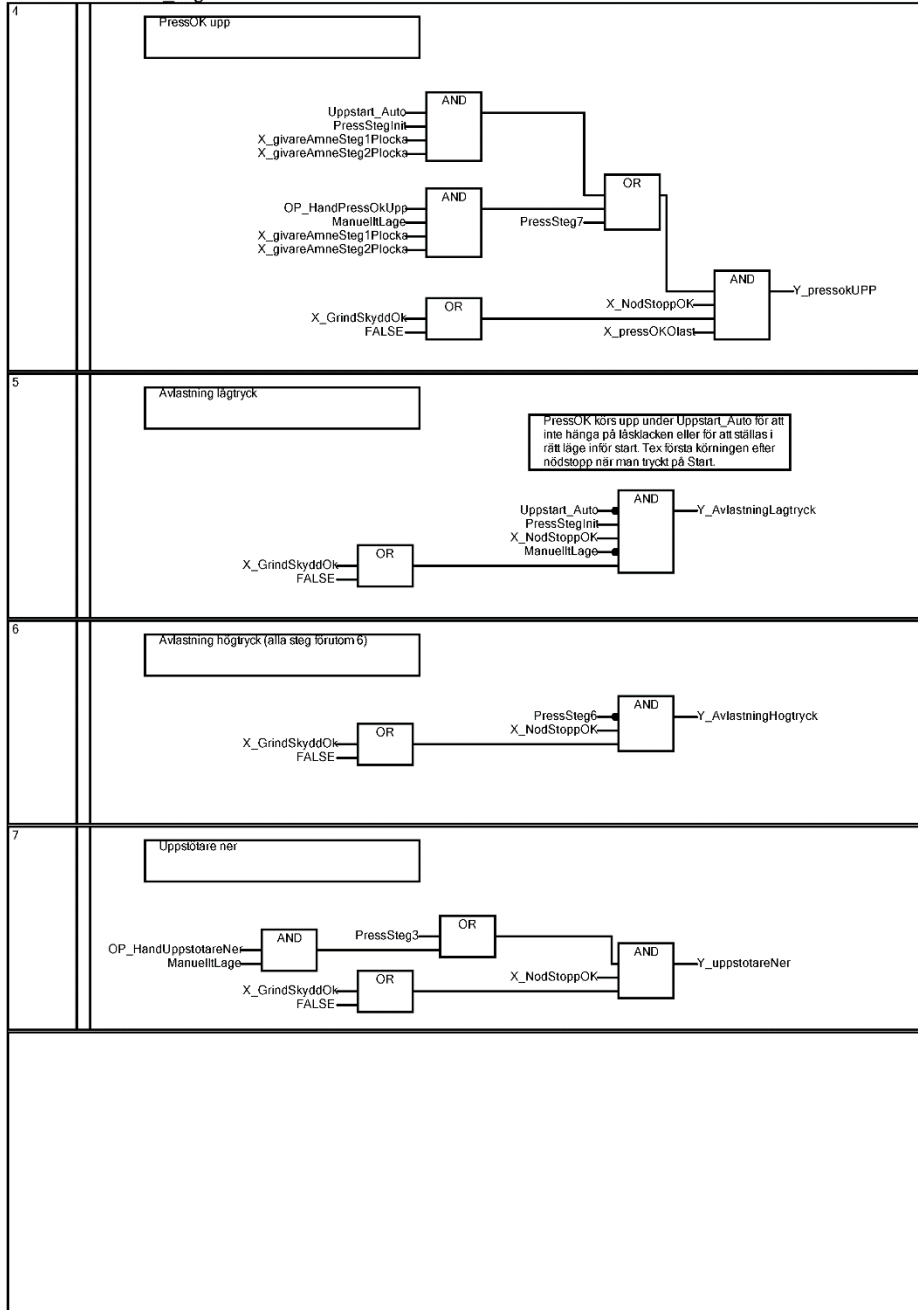 4
PressOK upp
AND
Uppstart_Auto
PressStegInit
X_givareAmneSteg1Plocka
X_givareAmneSteg2Plocka
OR
AND
OP_HandPressOkUpp
ManuelltLage
X_givareAmneSteg1Plocka
X_givareAmneSteg2Plocka
PressSteg7
AND
Y_pressokUPP
X_NodStoppOK
OR
X_GrindSkyddOk
FALSE
X_pressOKOlast
5
Avlastning lågtryck
PressOK körs upp under Uppstart_Auto för att
inte hänga på låsklacken eller för att ställas i
rätt läge inför start. Tex första körningen efter
nödstopp när man tryckt på Start.
AND
Uppstart_Auto
Y_AvlastningLagtryck
PressStegInit
X_NodStoppOK
ManuelltLage
OR
X_GrindSkyddOk
FALSE
6
Avlastning högtryck (alla steg förutom 6)
AND
PressSteg6
Y_AvlastningHogtryck
X_NodStoppOK
OR
X_GrindSkyddOk
FALSE
7
Uppstötare ner
OR
PressSteg3
AND
OP_HandUppstotareNer
ManuelltLage
AND
Y_uppstotareNer
X_NodStoppOK
OR
X_GrindSkyddOk
FALSE